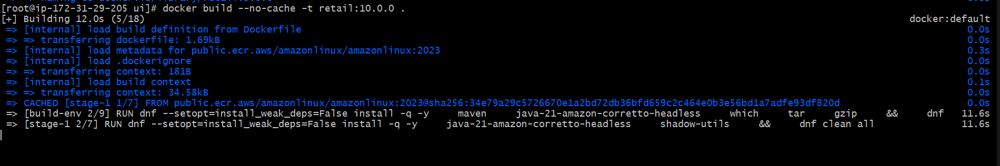 [root@ip-172-31-29-205 ui]# docker build --no-cache -t retail:10.0.0 .
[+] Building 12.0s (5/18) docker:default
=> [internal] load build definition from Dockerfile 0.0s
=> => transferring dockerfile: 1.69kB 0.0s
=> [internal] load metadata for public.ecr.aws/amazonlinux/amazonlinux:2023 0.3s
=> [internal] load .dockerignore 0.0s
=> => transferring context: 181B 0.0s
=> [internal] load build context 0.1s
=> => transferring context: 34.58kB 0.0s
=> CACHED [stage-1 1/7] FROM public.ecr.aws/amazonlinux/amazonlinux:2023@sha256:34e79a29c5726670e1a2bd72db36bfd659c2c464e0b3e56bd1a7adfe93df820d 0.0s
=> [build-env 2/9] RUN dnf --setopt=install_weak_deps=False install -q -y maven java-21-amazon-corretto-headless which tar gzip && dnf 11.6s
=> [stage-1 2/7] RUN dnf --setopt=install_weak_deps=False install -q -y java-21-amazon-corretto-headless shadow-utils && dnf clean all 11.6s